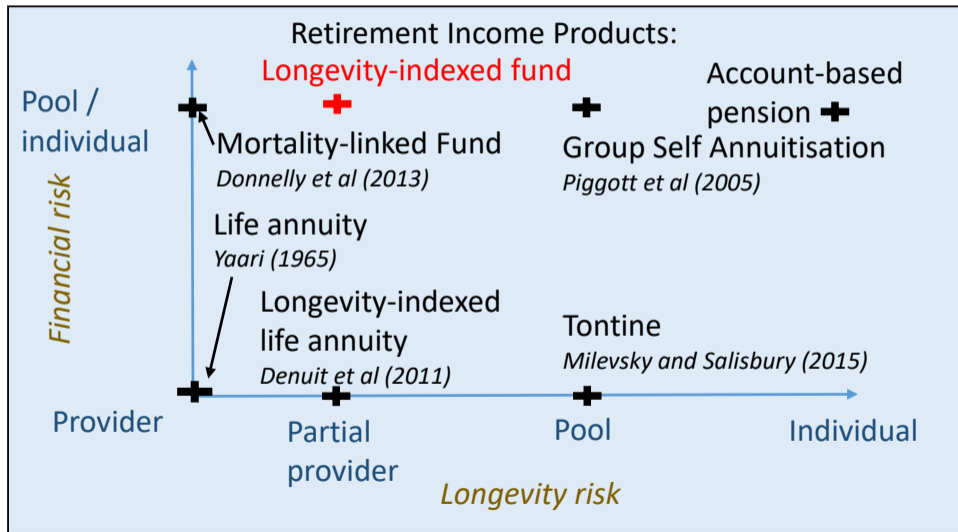 Retirement Income Products:
Longevity-indexed fund
Account-based
pension
Pool /
individual
Mortality-linked Fund
Donnelly et al (2013)
Group Self Annuitisation
Piggott et al (2005)
Financial risk
Life annuity
Yaari (1965)
Longevity-indexed
life annuity
Denuit et al (2011)
Tontine
Milevsky and Salisbury (2015)
Provider
Partial
provider
Pool
Individual
Longevity risk